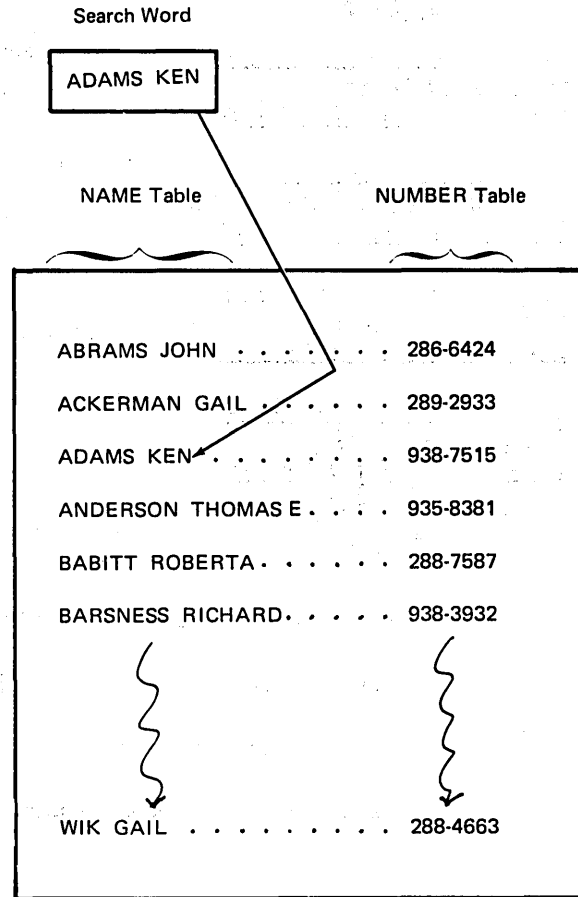 Search Word
ADAMS KEN
NAME Table NUMBER Table
ABRAMS JOHN . . . . . . . 286-6424
ACKERMAN GAIL . . . . . . 289-2933
ADAMS KEN . . . . . . . . 938-7515
ANDERSON THOMAS E . . . . 935-8381
BABITT ROBERTA . . . . . . 288-7587
BARSNESS RICHARD . . . . . 938-3932
WIK GAIL . . . . . . . . . 288-4663